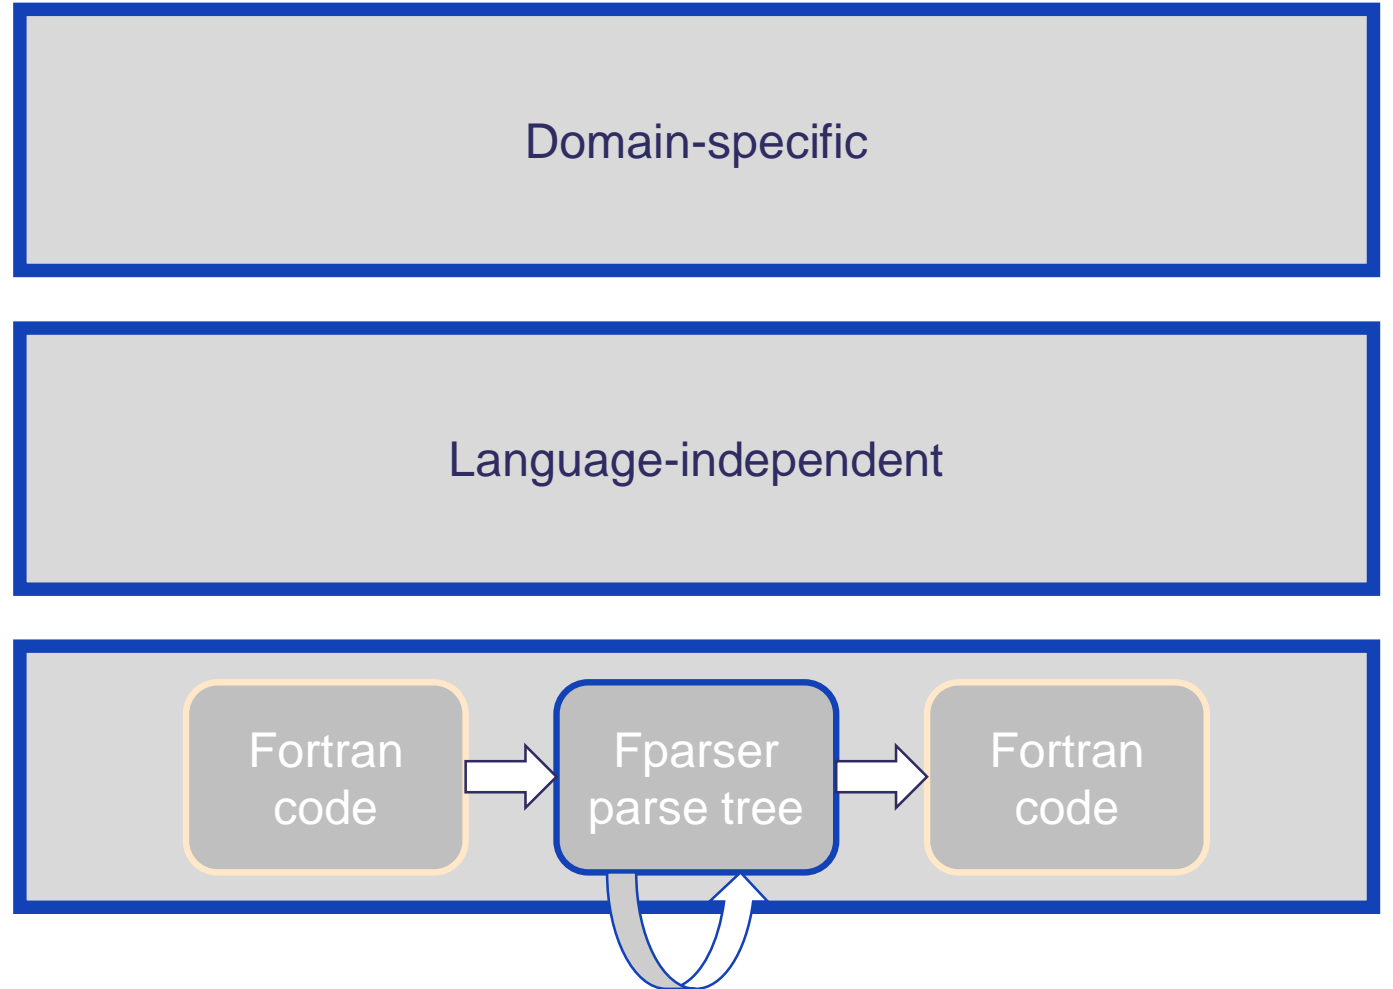 Domain-specific
Language-independent
Fortran
code
Fparser
parse tree
Fortran
code